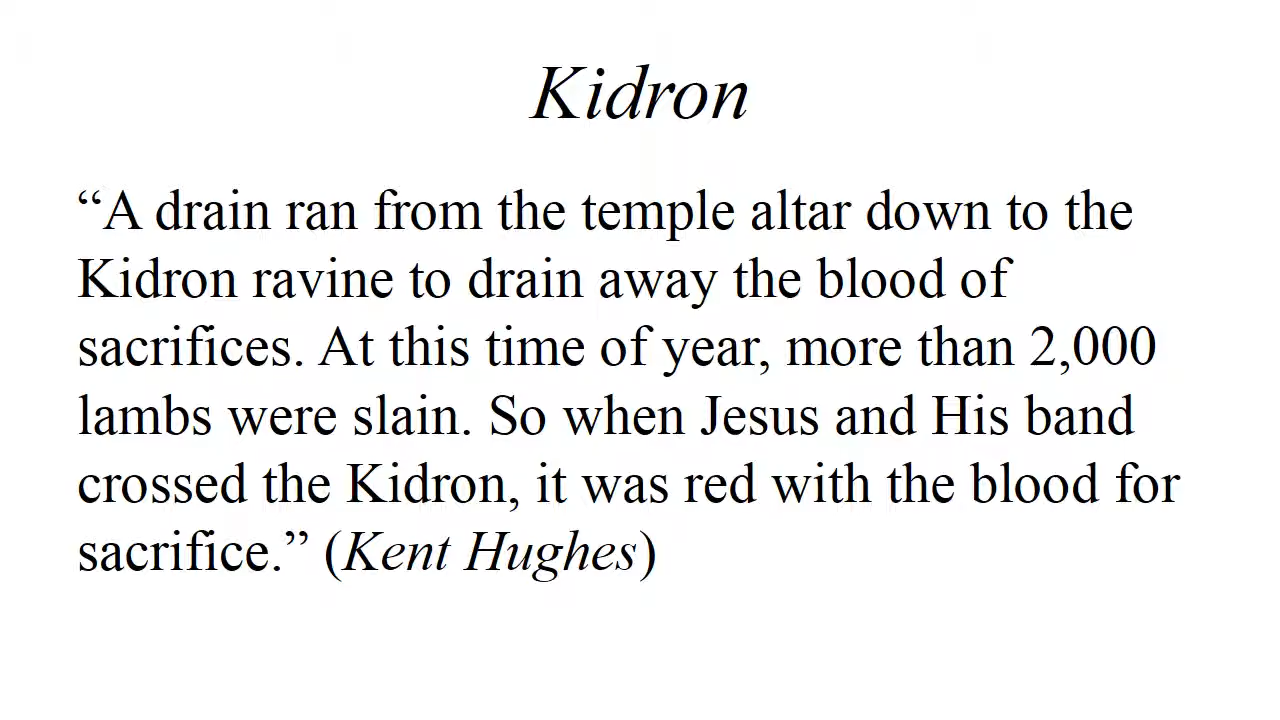 Kidron
“A drain ran from the temple altar down to the
Kidron ravine to drain away the blood of
sacrifices. At this time of year, more than 2,000
lambs were slain. So when Jesus and His band
crossed the Kidron, it was red with the blood for
sacrifice.” (Kent Hughes)